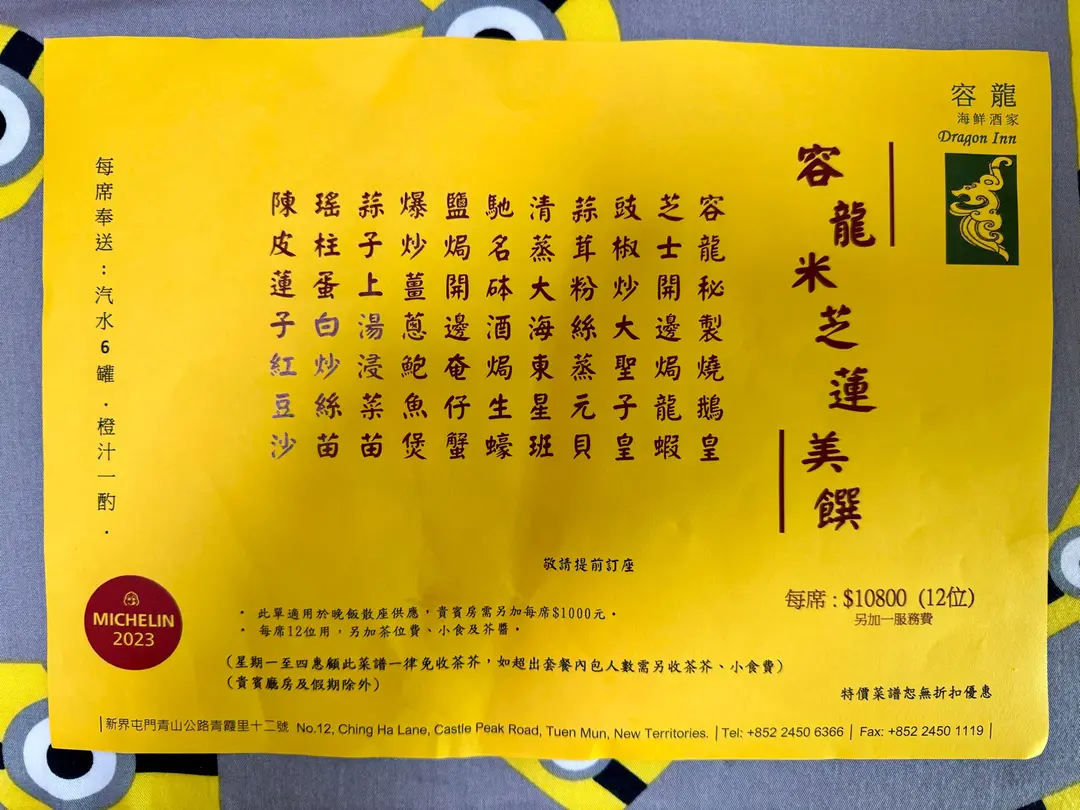 容龍
海鮮酒家
Dragon Inn
容龍米芝蓮美饌
容龍秘製燒鵝皇
芝士開邊焗龍蝦
豉椒炒大聖子皇
蒜茸粉絲蒸元貝
清蒸大海東星班
馳名砵酒焗生蠔
鹽焗開邊奄仔蟹
爆炒薑蔥鮑魚煲
蒜子上湯浸菜苗
瑤柱蛋白炒絲苗
陳皮蓮子紅豆沙
每席奉送:汽水6罐.橙汁一酌.
敬請提前訂座
每席:$10800 (12位)
另加一服務費
MICHELIN
2023
• 此單適用於晚飯散座供應,貴賓房需另加每席$1000元。
• 每席12位用,另加茶位費、小食及芥醬。
(星期一至四惠顧此菜譜一律免收茶芥,如超出套餐內包人數需另收茶芥、小食費)
(貴賓廳房及假期除外)
特價菜譜恕無折扣優惠
|新界屯門青山公路青霞里十二號 No.12, Ching Ha Lane, Castle Peak Road, Tuen Mun, New Territories. | Tel: +852 2450 6366 | Fax: +852 2450 1119 |